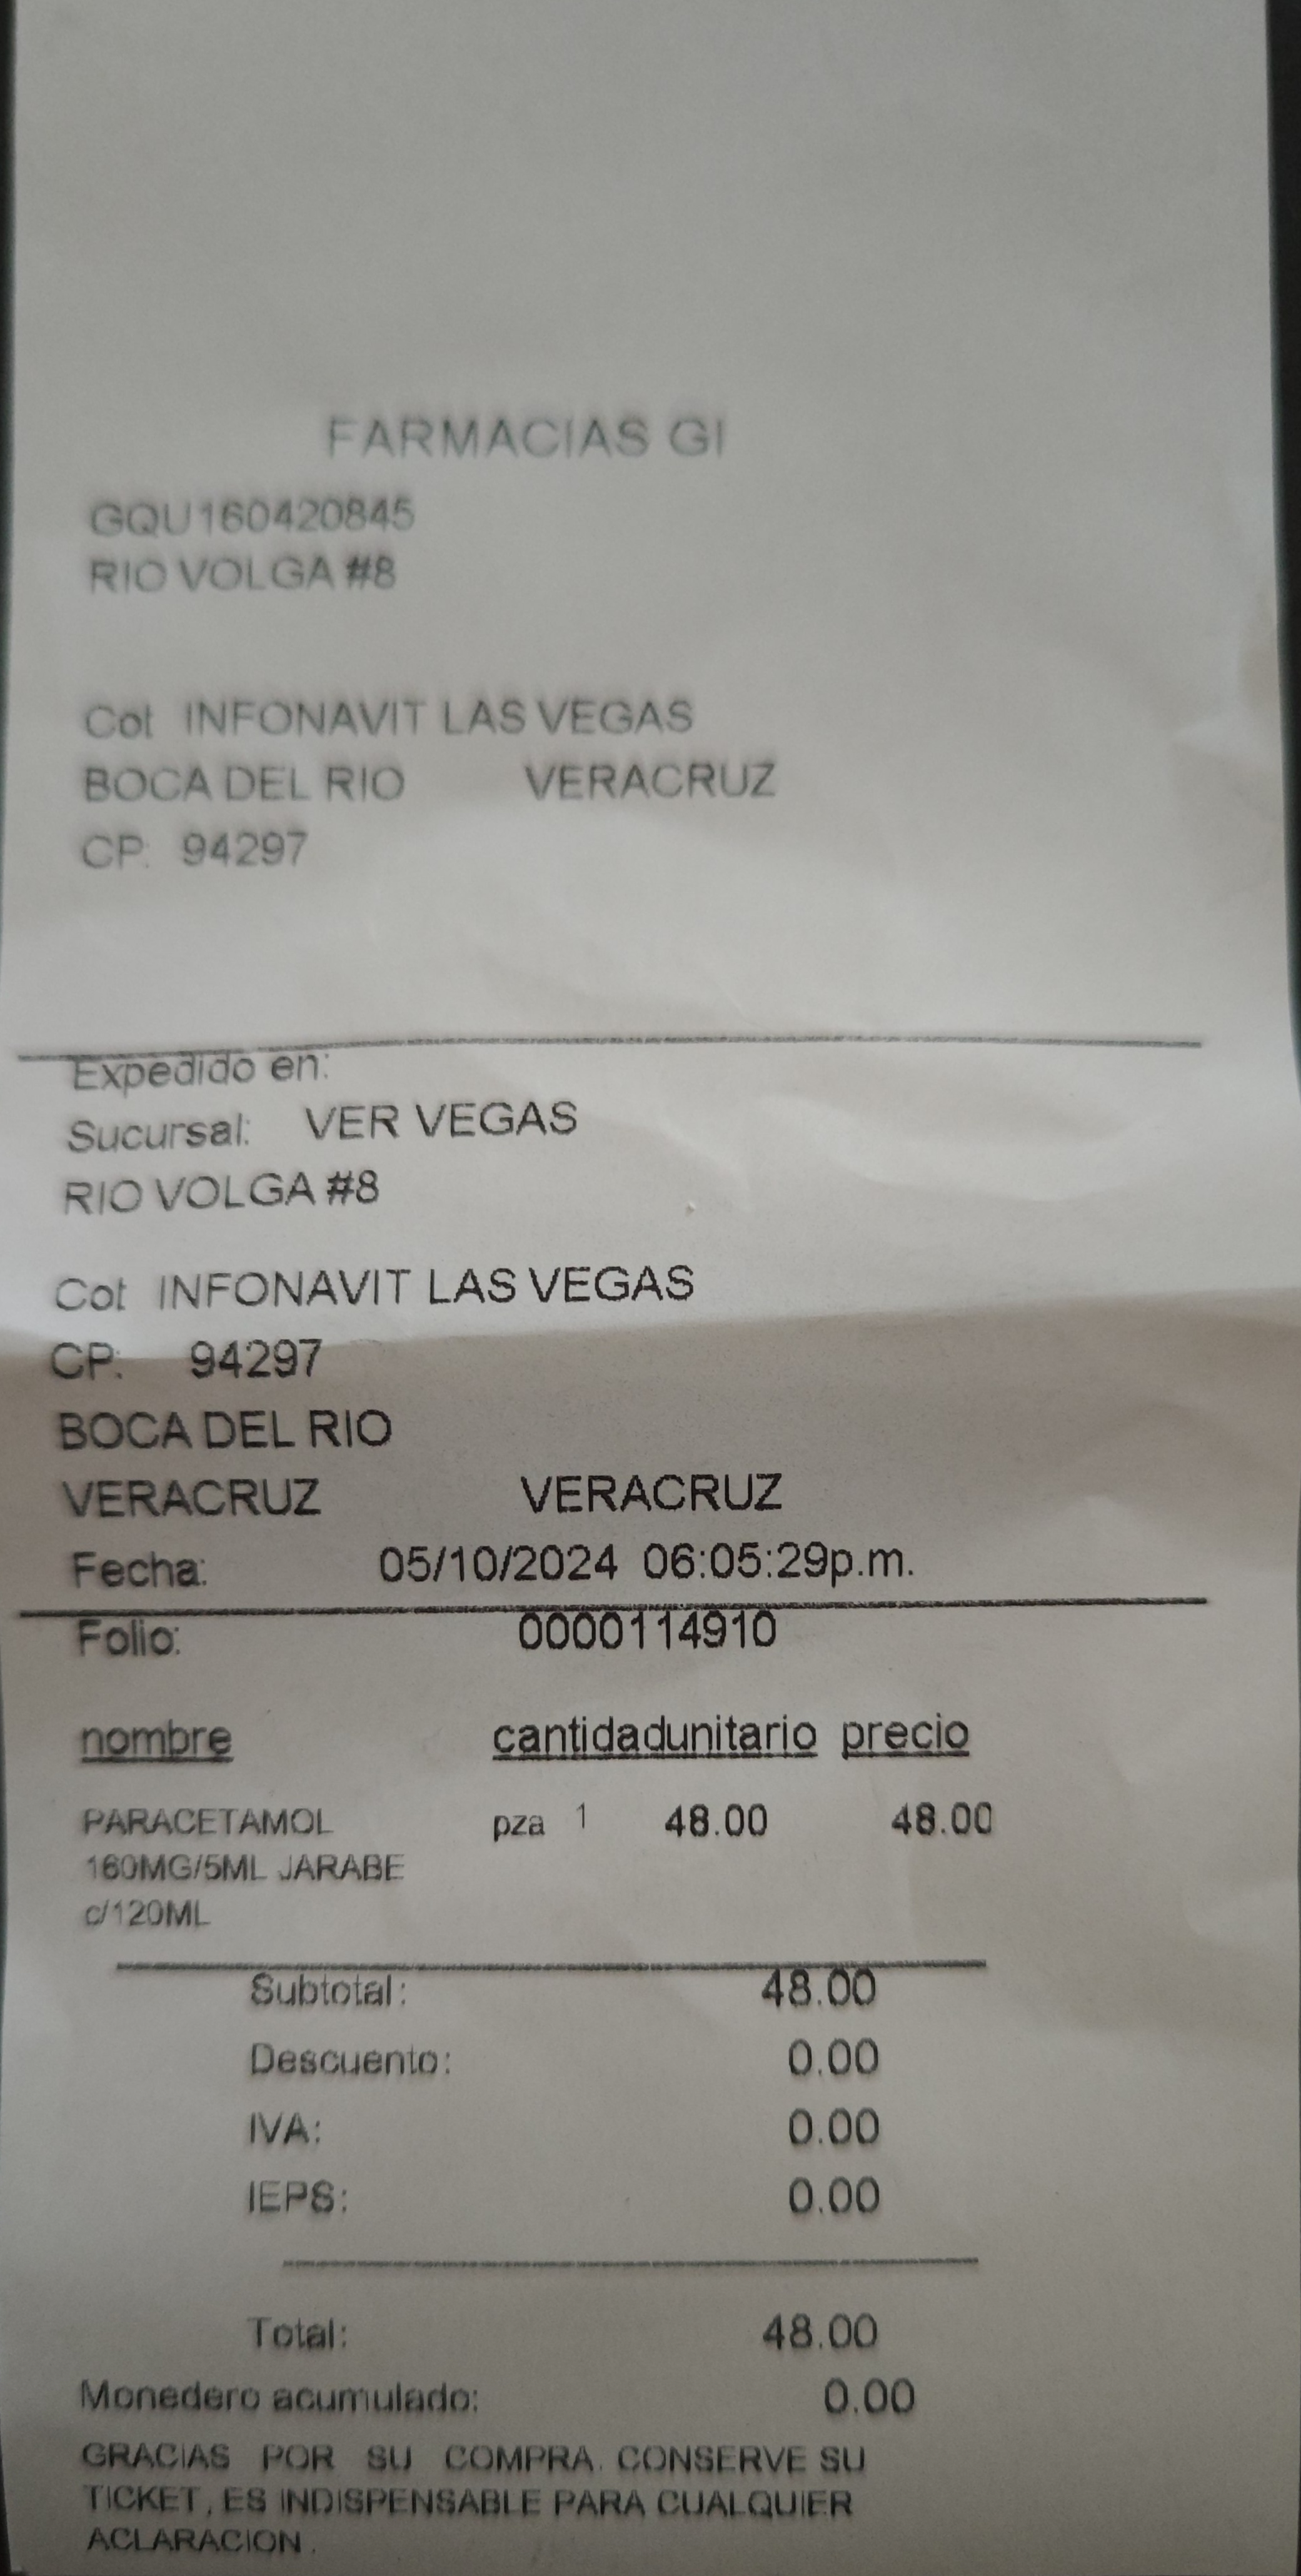 FARMACIAS GI
GQU160420845
RIO VOLGA #8
Col: INFONAVIT LAS VEGAS
BOCA DEL RIO VERACRUZ
CP: 94297
Expedido en:
Sucursal: VER VEGAS
RIO VOLGA #8
Col: INFONAVIT LAS VEGAS
CP: 94297
BOCA DEL RIO
VERACRUZ VERACRUZ
Fecha: 05/10/2024 06:05:29p.m.
Folio: 0000114910
nombre cantidadunitario precio
PARACETAMOL pza 1 48.00 48.00
160MG/5ML JARABE
c/120ML
Subtotal: 48.00
Descuento: 0.00
IVA: 0.00
IEPS: 0.00
Total: 48.00
Monedero acumulado: 0.00
GRACIAS POR SU COMPRA. CONSERVE SU
TICKET, ES INDISPENSABLE PARA CUALQUIER
ACLARACION.